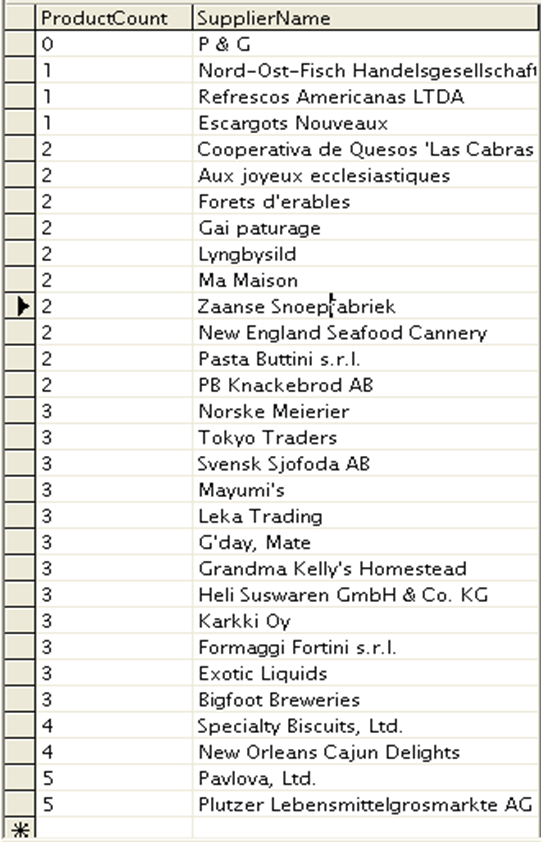 ProductCount SupplierName
0 P & G
1 Nord-Ost-Fisch Handelsgesellschaft
1 Refrescos Americanas LTDA
1 Escargots Nouveaux
2 Cooperativa de Quesos 'Las Cabras
2 Aux joyeux ecclesiastiques
2 Forets d'erables
2 Gai paturage
2 Lyngbysild
2 Ma Maison
2 Zaanse Snoepfabriek
2 New England Seafood Cannery
2 Pasta Buttini s.r.l.
2 PB Knackebrod AB
3 Norske Meierier
3 Tokyo Traders
3 Svensk Sjofoda AB
3 Mayumi's
3 Leka Trading
3 G'day, Mate
3 Grandma Kelly's Homestead
3 Heli Suswaren GmbH & Co. KG
3 Karkki Oy
3 Formaggi Fortini s.r.l.
3 Exotic Liquids
3 Bigfoot Breweries
4 Specialty Biscuits, Ltd.
4 New Orleans Cajun Delights
5 Pavlova, Ltd.
5 Plutzer Lebensmittelgrosmarkte AG